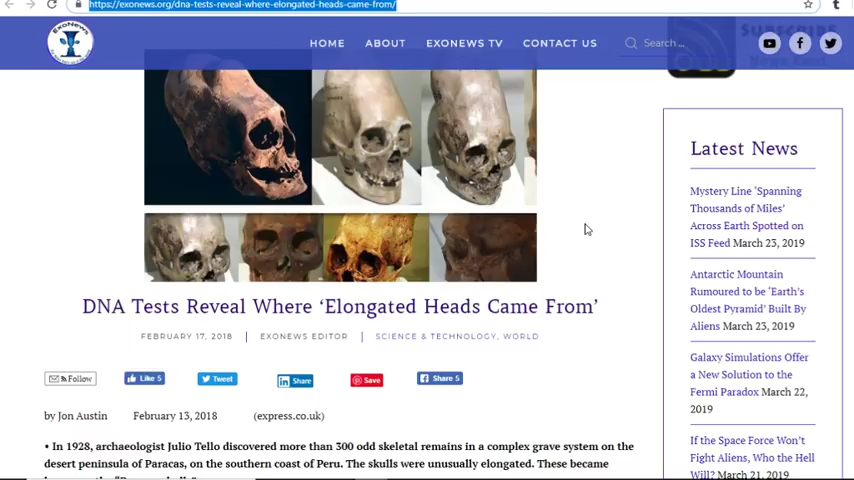 https://exonews.org/dna-tests-reveal-where-elongated-heads-came-from/
ExoNews
HOME ABOUT EXONEWS TV CONTACT US
Search ...
Subscribe
News Feed
DNA Tests Reveal Where ‘Elongated Heads Came From’
FEBRUARY 17, 2018 | EXONEWS EDITOR | SCIENCE & TECHNOLOGY, WORLD
Follow
Like 5
Tweet
Share
Save
Share 5
by Jon Austin February 13, 2018 (express.co.uk)
• In 1928, archaeologist Julio Tello discovered more than 300 odd skeletal remains in a complex grave system on the
desert peninsula of Paracas, on the southern coast of Peru. The skulls were unusually elongated. These became
Latest News
Mystery Line ‘Spanning
Thousands of Miles’
Across Earth Spotted on
ISS Feed March 23, 2019
Antarctic Mountain
Rumoured to be ‘Earth’s
Oldest Pyramid’ Built By
Aliens March 23, 2019
Galaxy Simulations Offer
a New Solution to the
Fermi Paradox March 22,
2019
If the Space Force Won’t
Fight Aliens, Who the Hell
Will? March 21, 2019